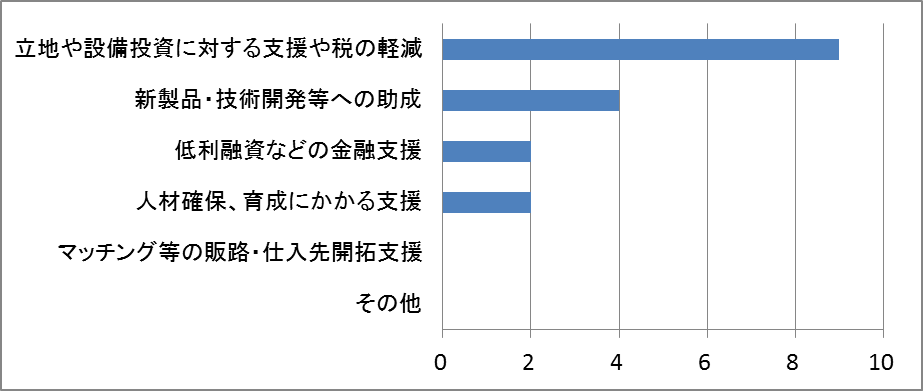 立地や設備投資に対する支援や税の軽減
新製品・技術開発等への助成
低利融資などの金融支援
人材確保、育成にかかる支援
マッチング等の販路・仕入先開拓支援
その他
0 2 4 6 8 10